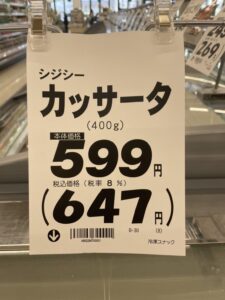 シジシー
カッサータ
(400g)
本体価格
599円
税込価格(税率 8%)
(647円)
冷凍スナック
269